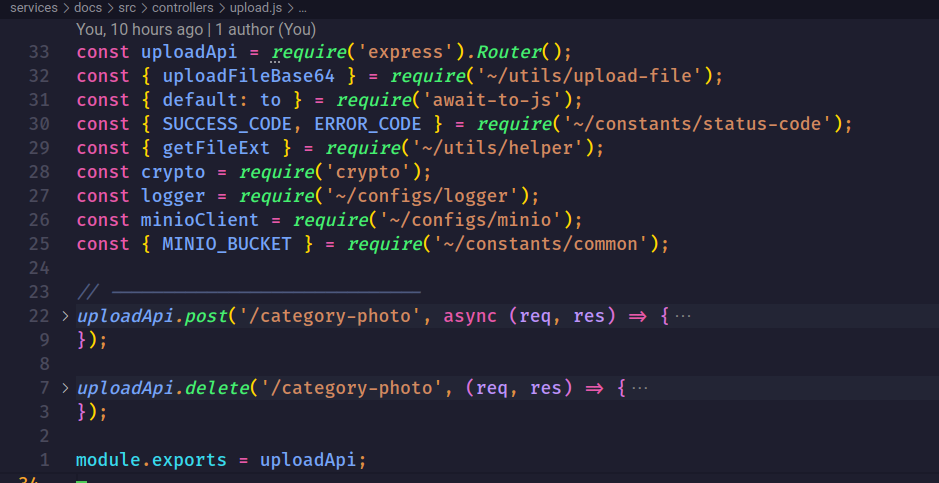 services > docs > src > controllers > upload.js > ...
You, 10 hours ago | 1 author (You)
33 const uploadApi = require('express').Router();
32 const { uploadFileBase64 } = require('~/utils/upload-file');
31 const { default: to } = require('await-to-js');
30 const { SUCCESS_CODE, ERROR_CODE } = require('~/constants/status-code');
29 const { getFileExt } = require('~/utils/helper');
28 const crypto = require('crypto');
27 const logger = require('~/configs/logger');
26 const minioClient = require('~/configs/minio');
25 const { MINIO_BUCKET } = require('~/constants/common');
24
23 // ─────────────────────────────
22 > uploadApi.post('/category-photo', async (req, res) => { ...
9 });
8
7 > uploadApi.delete('/category-photo', (req, res) => { ...
3 });
2
1 module.exports = uploadApi;
34